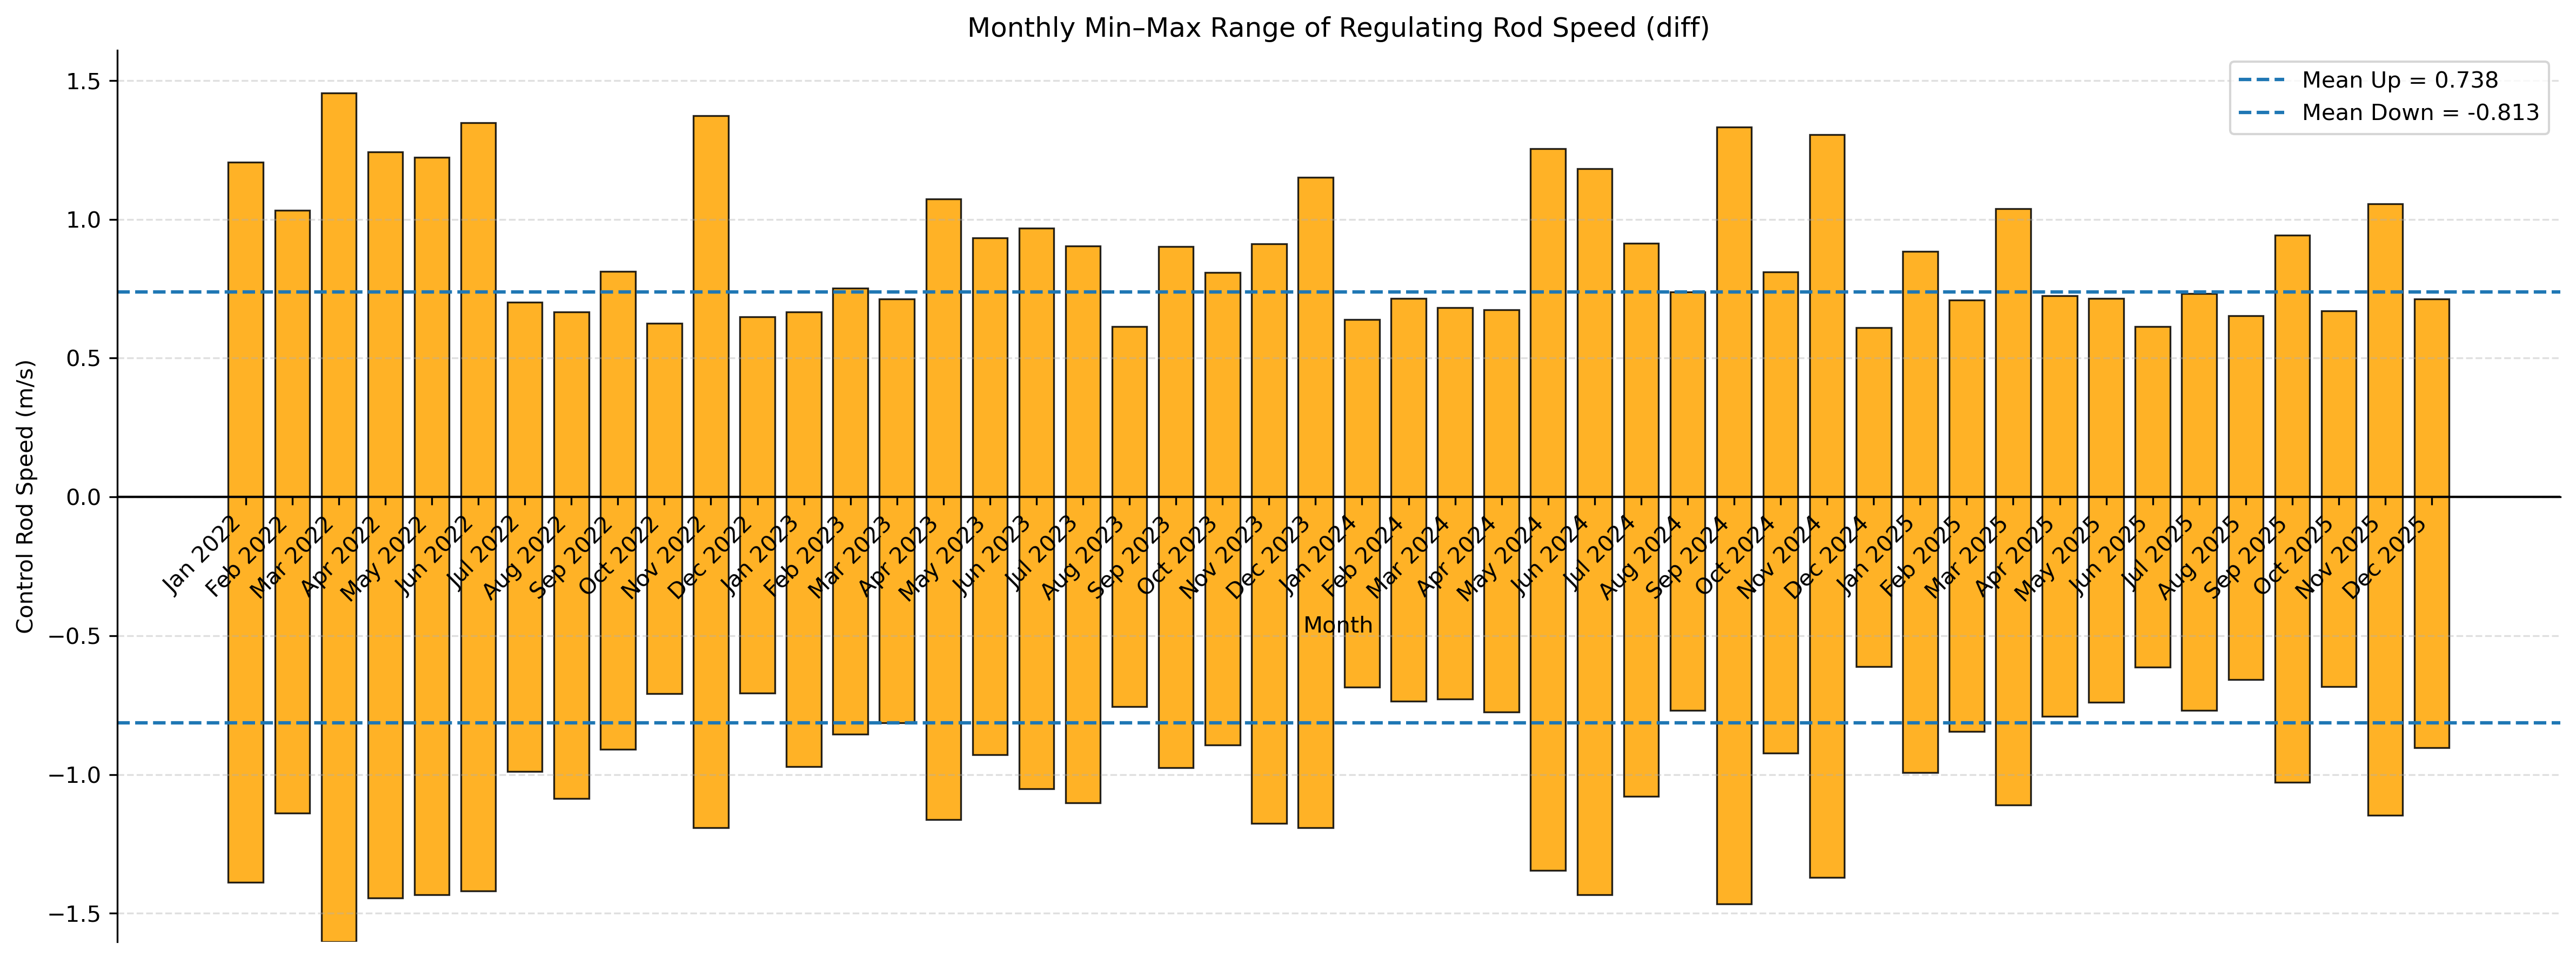 Monthly Min–Max Range of Regulating Rod Speed (diff)
Mean Up = 0.738
Mean Down = -0.813
Control Rod Speed (m/s)
1.5
1.0
0.5
0.0
−0.5
−1.0
−1.5
Jan 2022
Feb 2022
Mar 2022
Apr 2022
May 2022
Jun 2022
Jul 2022
Aug 2022
Sep 2022
Oct 2022
Nov 2022
Dec 2022
Jan 2023
Feb 2023
Mar 2023
Apr 2023
May 2023
Jun 2023
Jul 2023
Aug 2023
Sep 2023
Oct 2023
Nov 2023
Dec 2023
Jan 2024
Feb 2024
Mar 2024
Apr 2024
May 2024
Jun 2024
Jul 2024
Aug 2024
Sep 2024
Oct 2024
Nov 2024
Dec 2024
Jan 2025
Feb 2025
Mar 2025
Apr 2025
May 2025
Jun 2025
Jul 2025
Aug 2025
Sep 2025
Oct 2025
Nov 2025
Dec 2025
Month